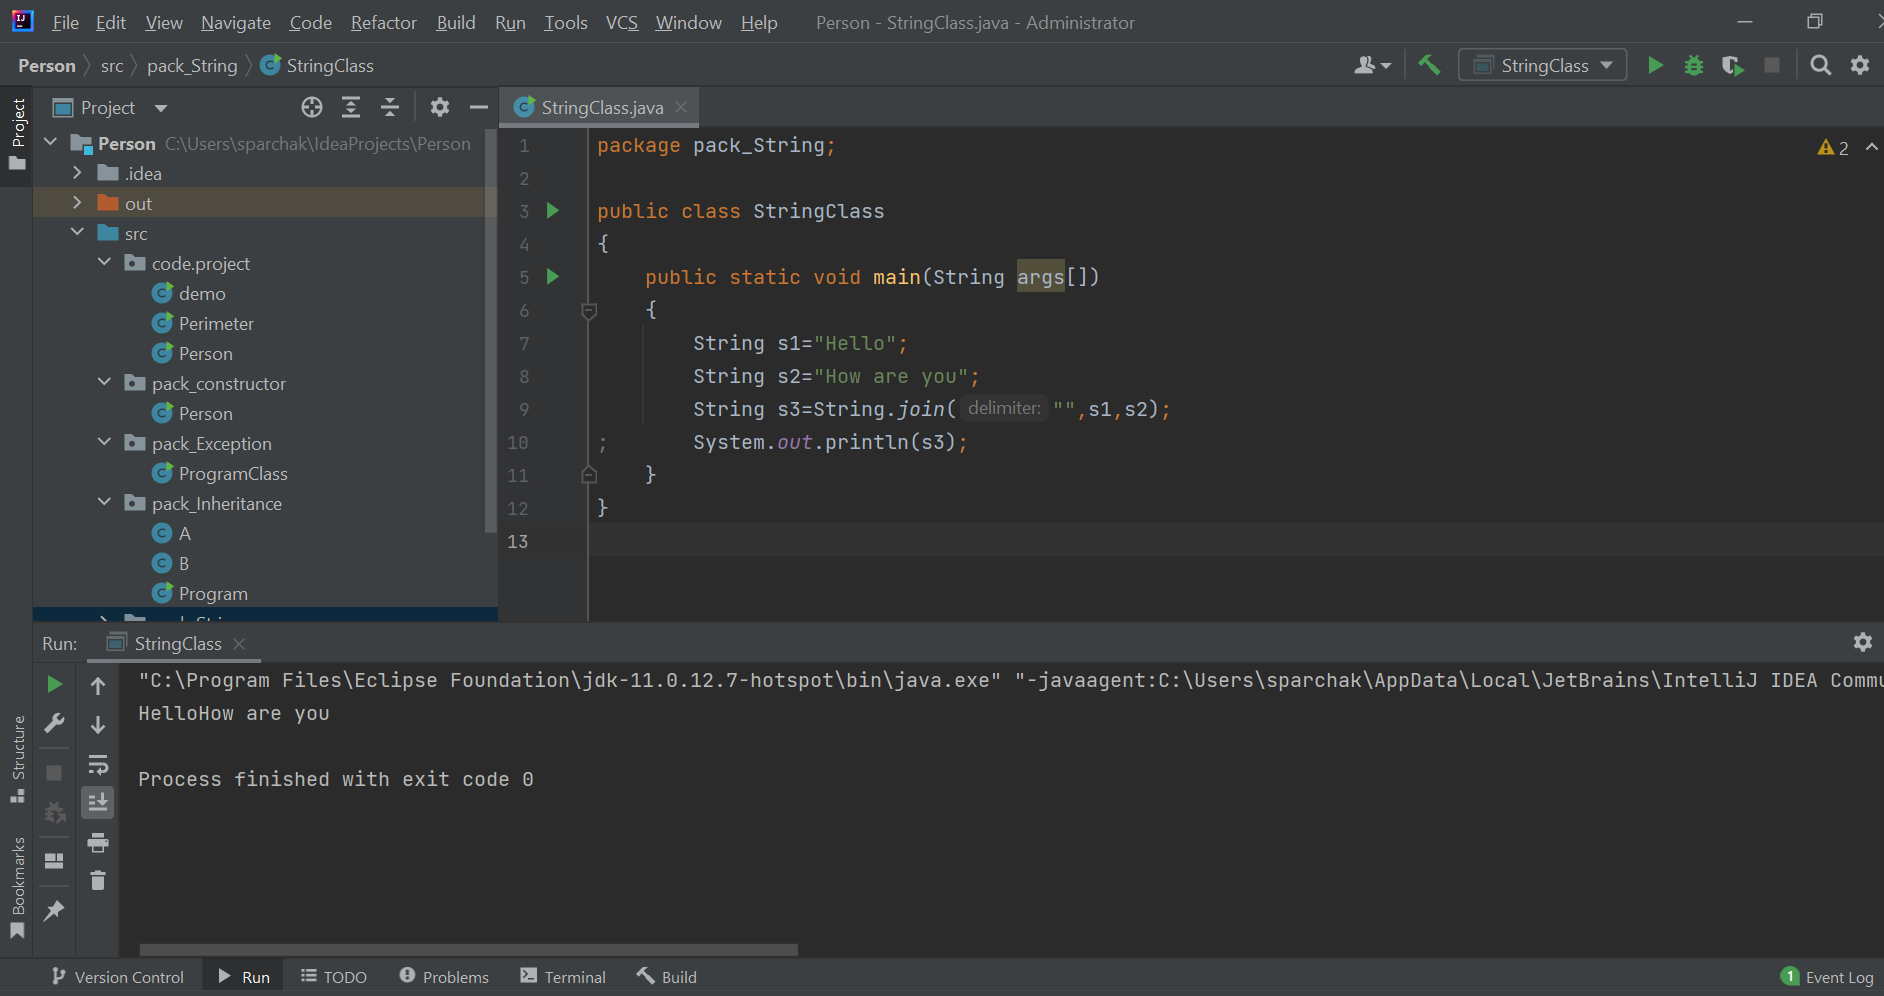 File Edit View Navigate Code Refactor Build Run Tools VCS Window Help Person - StringClass.java - Administrator
Person src pack_String StringClass StringClass
Project
Project
StringClass.java
Person C:\Users\sparchak\IdeaProjects\Person
.idea
out
src
code.project
demo
Perimeter
Person
pack_constructor
Person
pack_Exception
ProgramClass
pack_Inheritance
A
B
Program
1 package pack_String;
2
2
3 public class StringClass
4 {
5 public static void main(String args[])
6 {
7 String s1="Hello";
8 String s2="How are you";
9 String s3=String.join( delimiter: "",s1,s2);
10 ; System.out.println(s3);
11 }
12 }
13
Run: StringClass
"C:\Program Files\Eclipse Foundation\jdk-11.0.12.7-hotspot\bin\java.exe" "-javaagent:C:\Users\sparchak\AppData\Local\JetBrains\IntelliJ IDEA Commu
HelloHow are you
Process finished with exit code 0
Structure
Bookmarks
Version Control Run TODO Problems Terminal Build 1 Event Log